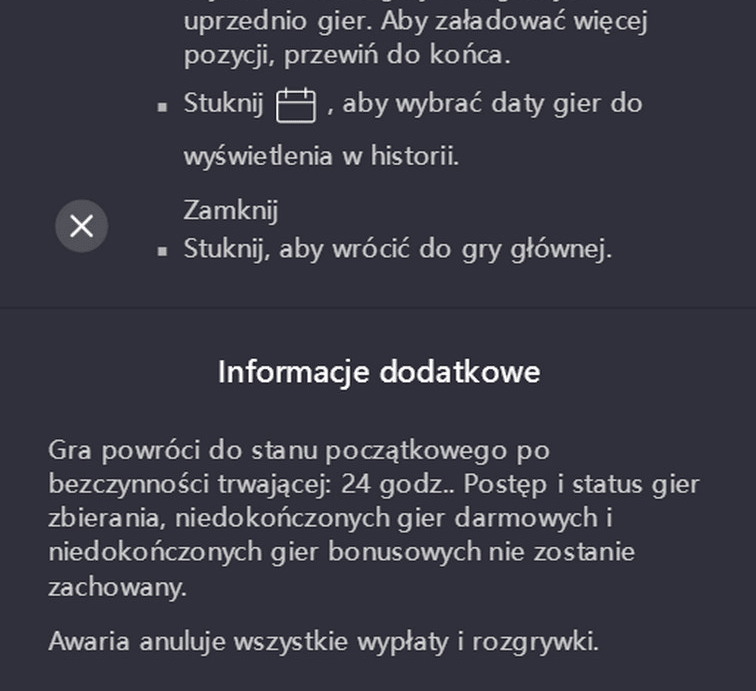 uprzednio gier. Aby załadować więcej
pozycji, przewiń do końca.
▪ Stuknij , aby wybrać daty gier do
wyświetlenia w historii.
Zamknij
▪ Stuknij, aby wrócić do gry głównej.
Informacje dodatkowe
Gra powróci do stanu początkowego po
bezczynności trwającej: 24 godz.. Postęp i status gier
zbierania, niedokończonych gier darmowych i
niedokończonych gier bonusowych nie zostanie
zachowany.
Awaria anuluje wszystkie wypłaty i rozgrywki.